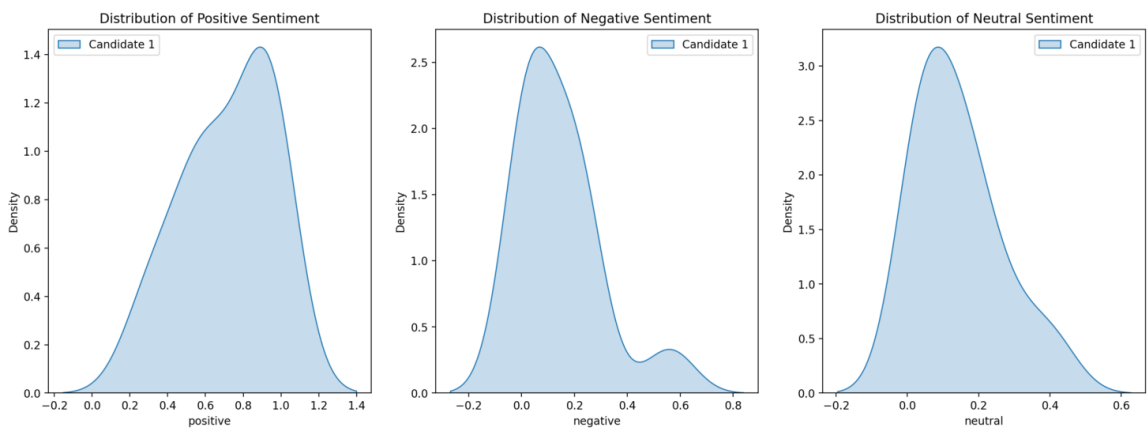 Distribution of Positive Sentiment
Candidate 1
Density
1.4
1.2
1.0
0.8
0.6
0.4
0.2
0.0
−0.2 0.0 0.2 0.4 0.6 0.8 1.0 1.2 1.4
positive
Distribution of Negative Sentiment
Candidate 1
Density
2.5
2.0
1.5
1.0
0.5
0.0
−0.2 0.0 0.2 0.4 0.6 0.8
negative
Distribution of Neutral Sentiment
Candidate 1
Density
3.0
2.5
2.0
1.5
1.0
0.5
0.0
−0.2 0.0 0.2 0.4 0.6
neutral